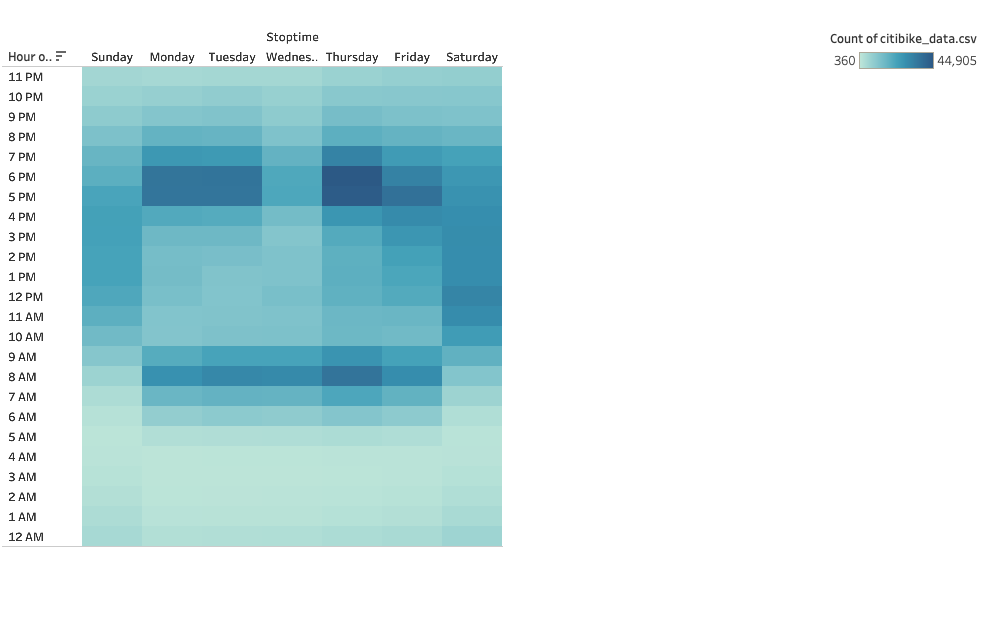 Stoptime
Count of citibike_data.csv
Hour o.. Sunday Monday Tuesday Wednes.. Thursday Friday Saturday
360 44,905
11 PM
10 PM
9 PM
8 PM
7 PM
6 PM
5 PM
4 PM
3 PM
2 PM
1 PM
12 PM
11 AM
10 AM
9 AM
8 AM
7 AM
6 AM
5 AM
4 AM
3 AM
2 AM
1 AM
12 AM